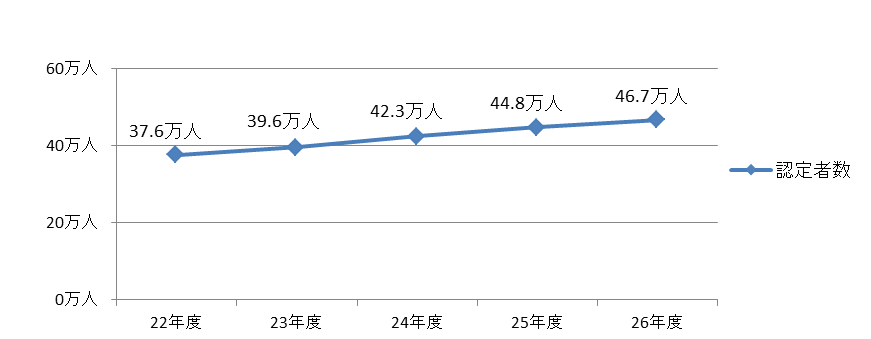 60万人
40万人
20万人
0万人
37.6万人
39.6万人
42.3万人
44.8万人
46.7万人
22年度
23年度
24年度
25年度
26年度
認定者数